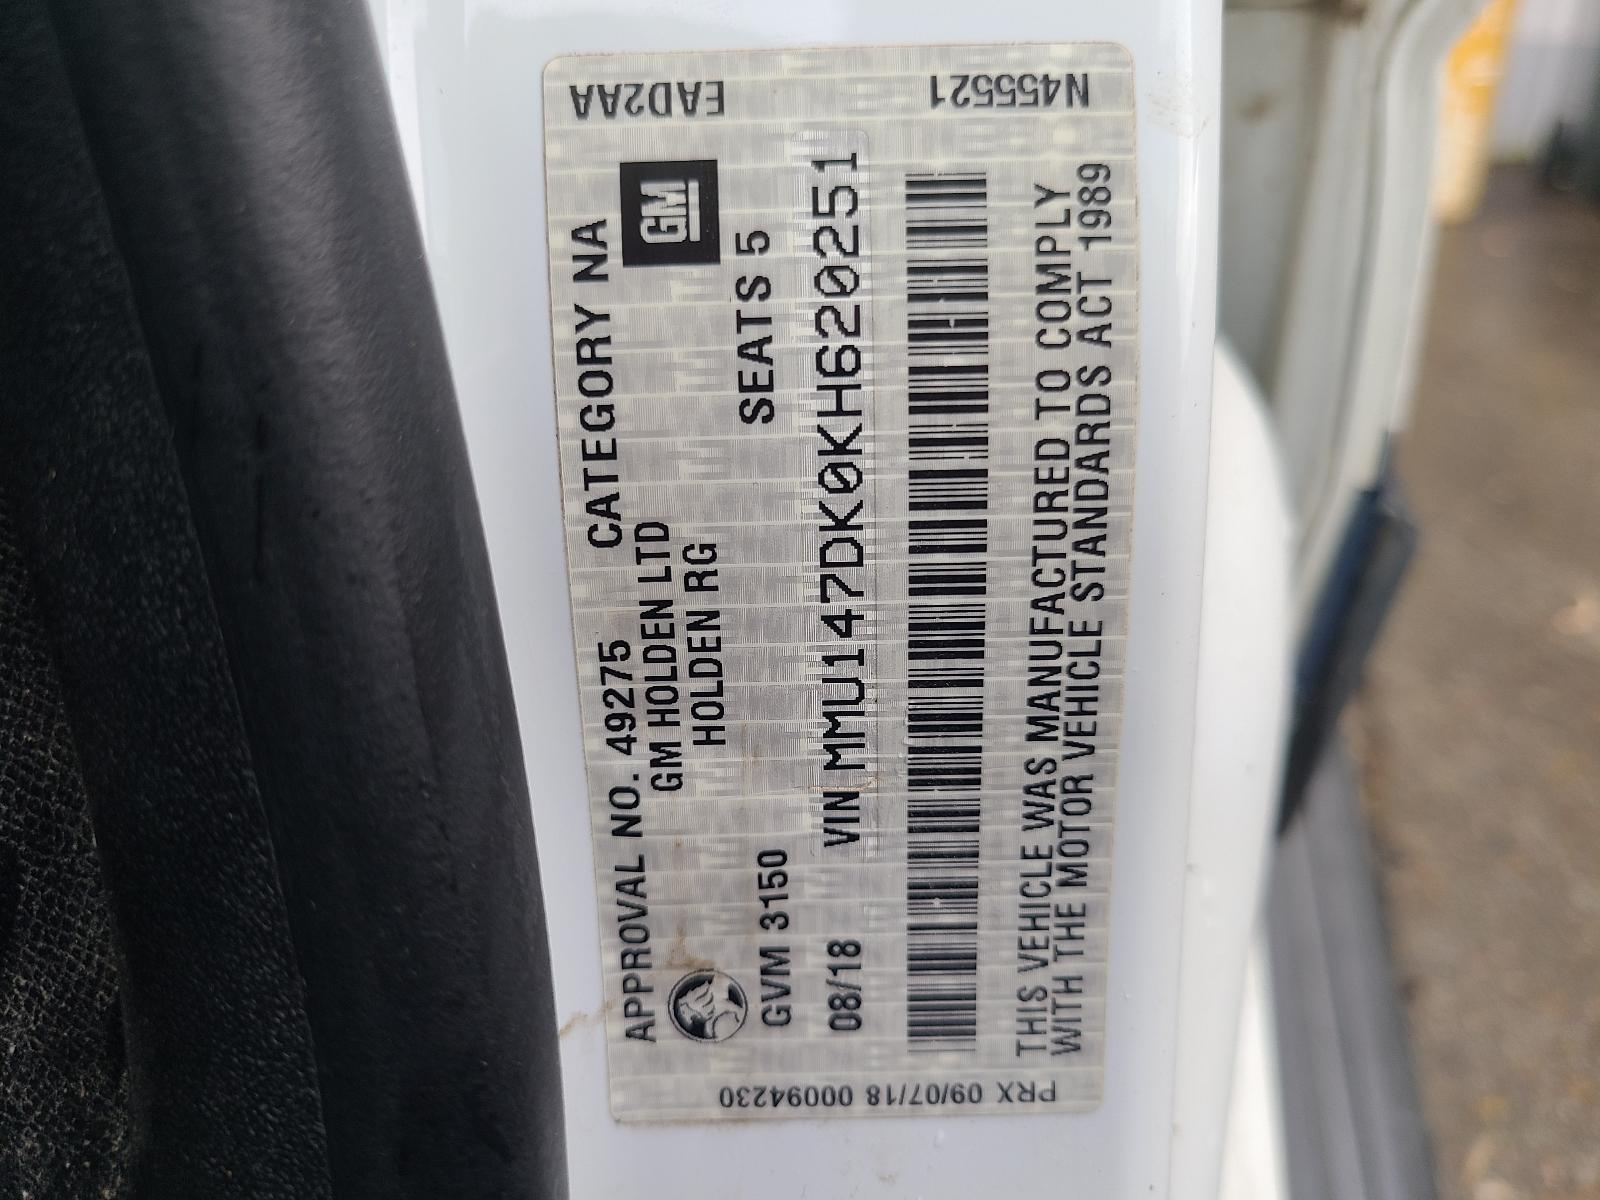 APPROVAL NO. 49275 CATEGORY NA
GM HOLDEN LTD
HOLDEN RG
GM
GVM 3150 SEATS 5
08/18 VIN MMU147DK0KH620251
THIS VEHICLE WAS MANUFACTURED TO COMPLY
WITH THE MOTOR VEHICLE STANDARDS ACT 1989
EAD2AA N455521
PRX 09/07/18 00094230